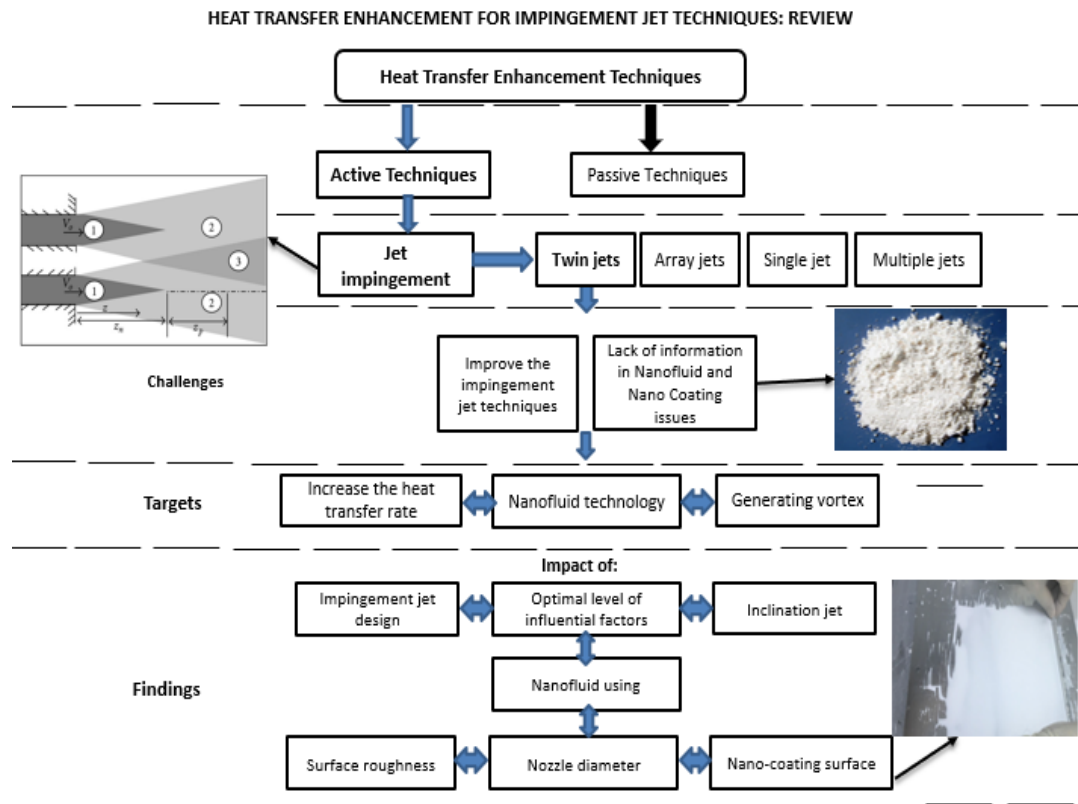 HEAT TRANSFER ENHANCEMENT FOR IMPINGEMENT JET TECHNIQUES: REVIEW
Heat Transfer Enhancement Techniques
Active Techniques
Passive Techniques
Jet
impingement
Twin jets
Array jets
Single jet
Multiple jets
1
2
3
1
2
Challenges
Improve the
impingement
jet techniques
Lack of information
in Nanofluid and
Nano Coating
issues
Targets
Increase the heat
transfer rate
Nanofluid technology
Generating vortex
Impact of:
Impingement jet
design
Optimal level of
influential factors
Inclination jet
Findings
Nanofluid using
Surface roughness
Nozzle diameter
Nano-coating surface